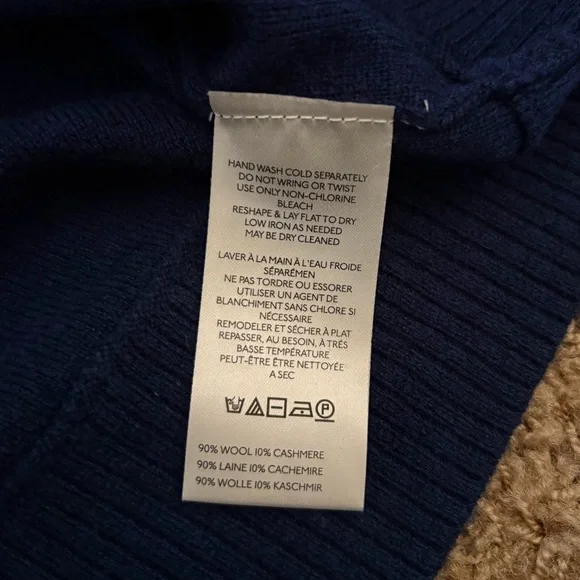 HAND WASH COLD SEPARATELY
DO NOT WRING OR TWIST
USE ONLY NON-CHLORINE
BLEACH
RESHAPE & LAY FLAT TO DRY
LOW IRON AS NEEDED
MAY BE DRY CLEANED
LAVER À LA MAIN À L'EAU FROIDE
SÉPARÉMEN
NE PAS TORDRE OU ESSORER
UTILISER UN AGENT DE
BLANCHIMENT SANS CHLORE SI
NÉCESSAIRE
REMODELER ET SÉCHER À PLAT
REPASSER, AU BESOIN, À TRÉS
BASSE TEMPÉRATURE
PEUT-ÊTRE ÊTRE NETTOYÉE
A SEC
P
90% WOOL 10% CASHMERE
90% LAINE 10% CACHEMIRE
90% WOLLE 10% KASCHMIR